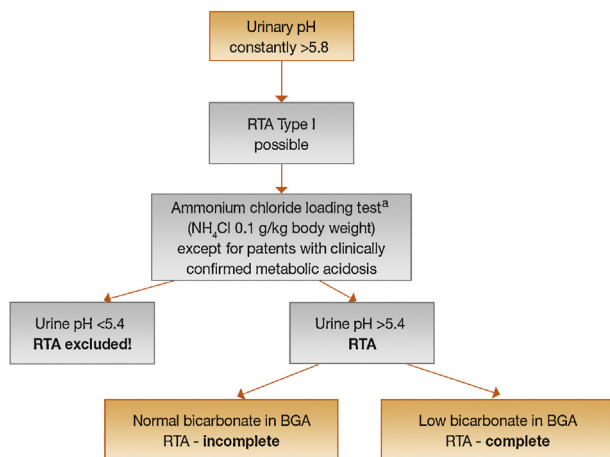 Urinary pH
constantly >5.8
RTA Type I
possible
Ammonium chloride loading testᵃ
(NH₄Cl 0.1 g/kg body weight)
except for patents with clinically
confirmed metabolic acidosis
Urine pH <5.4
RTA excluded!
Urine pH >5.4
RTA
Normal bicarbonate in BGA
RTA - incomplete
Low bicarbonate in BGA
RTA - complete